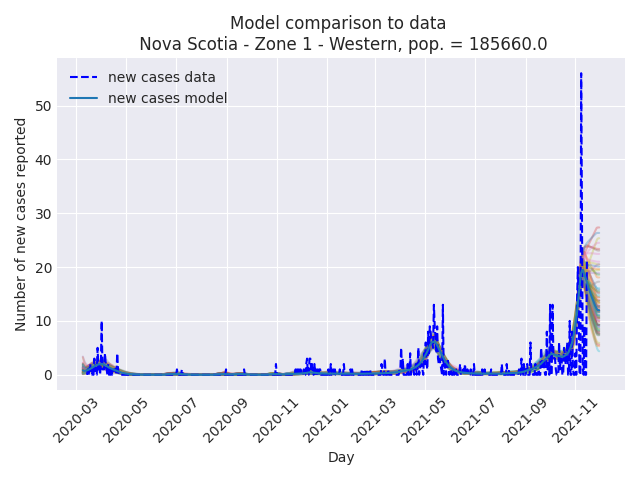 Model comparison to data
Nova Scotia - Zone 1 - Western, pop. = 185660.0
new cases data
new cases model
Number of new cases reported
50
40
30
20
10
0
2020-03
2020-05
2020-07
2020-09
2020-11
2021-01
2021-03
2021-05
2021-07
2021-09
2021-11
Day